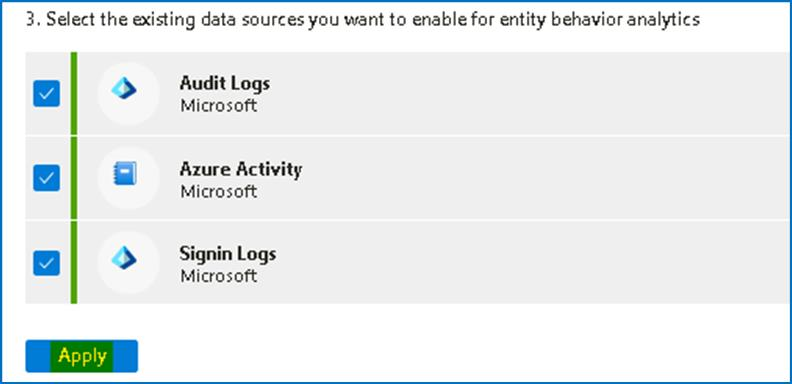 3. Select the existing data sources you want to enable for entity behavior analytics
Audit Logs
Microsoft
Azure Activity
Microsoft
Signin Logs
Microsoft
Apply